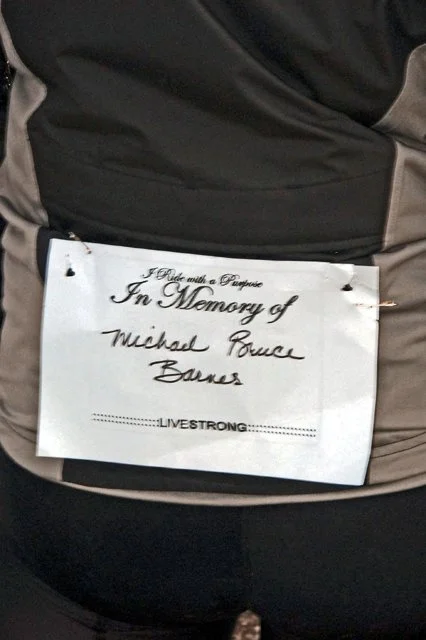 I Ride with a Purpose
In Memory of
Michael Bruce
Barnes
LIVESTRONG